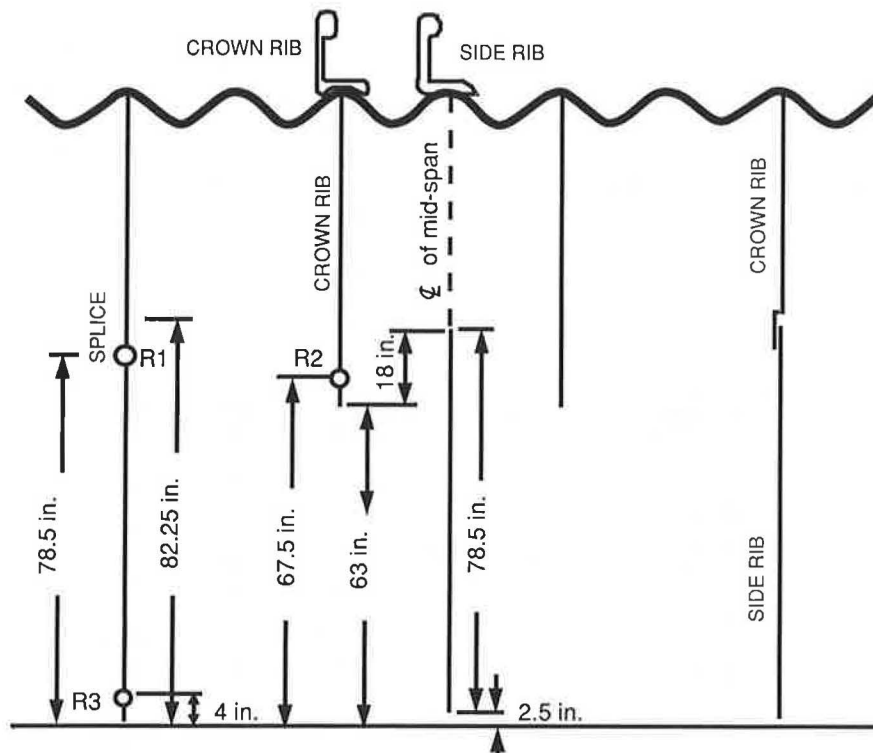 CROWN RIB
SIDE RIB
CROWN RIB
℄ of mid-span
CROWN RIB
SPLICE
R1
R2
18 in.
78.5 in.
82.25 in.
67.5 in.
63 in.
78.5 in.
SIDE RIB
R3
4 in.
2.5 in.